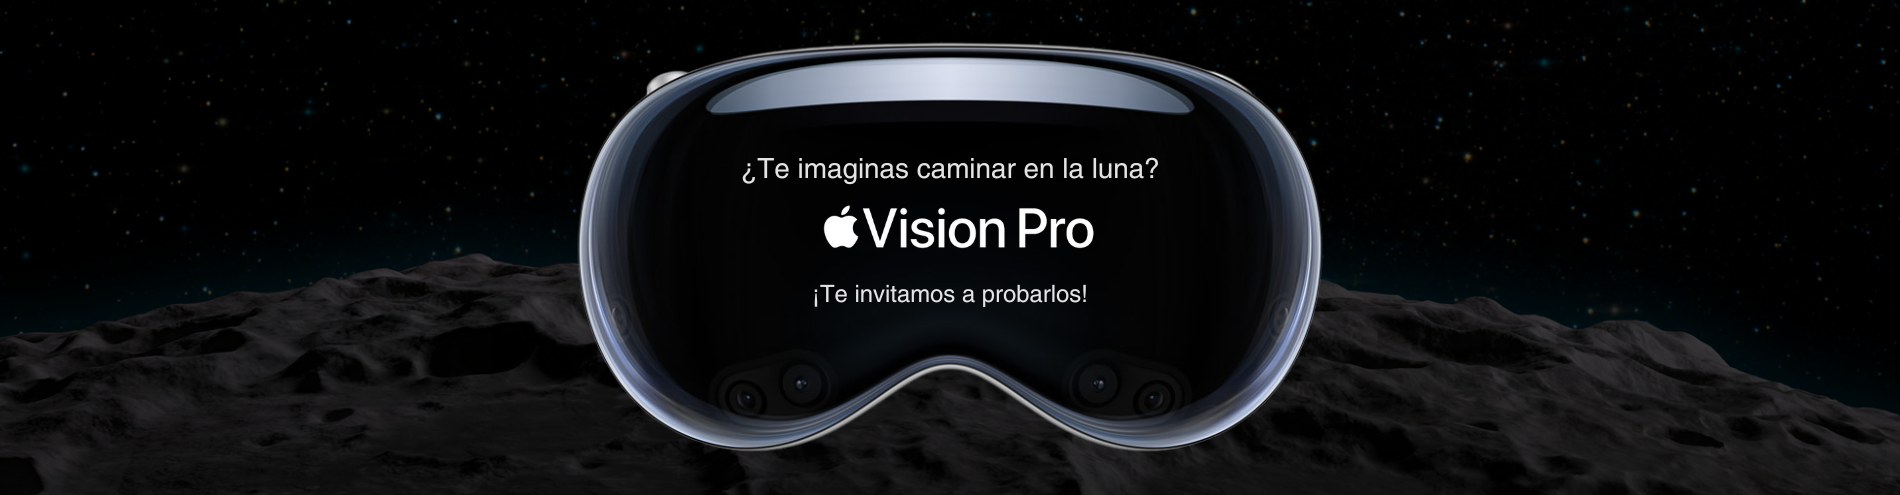 ¿Te imaginas caminar en la luna?
Vision Pro
¡Te invitamos a probarlos!